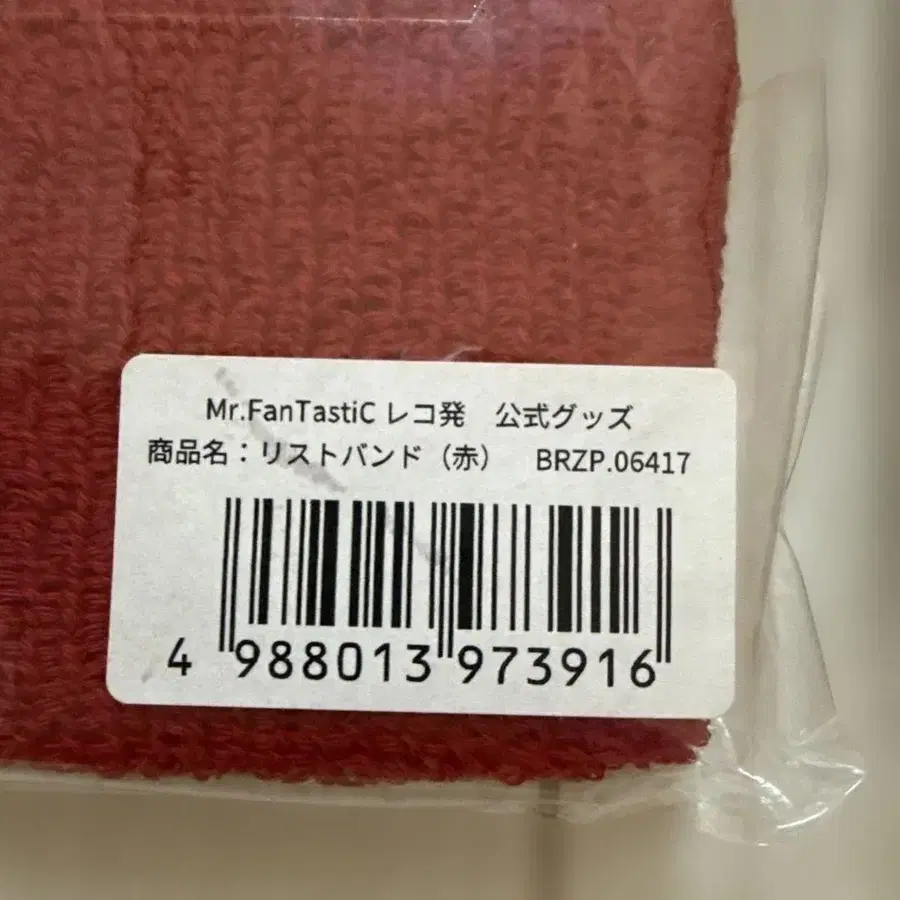 Mr.FanTastiC レコ発　公式グッズ
商品名：リストバンド（赤）　BRZP.06417
4 988013 973916